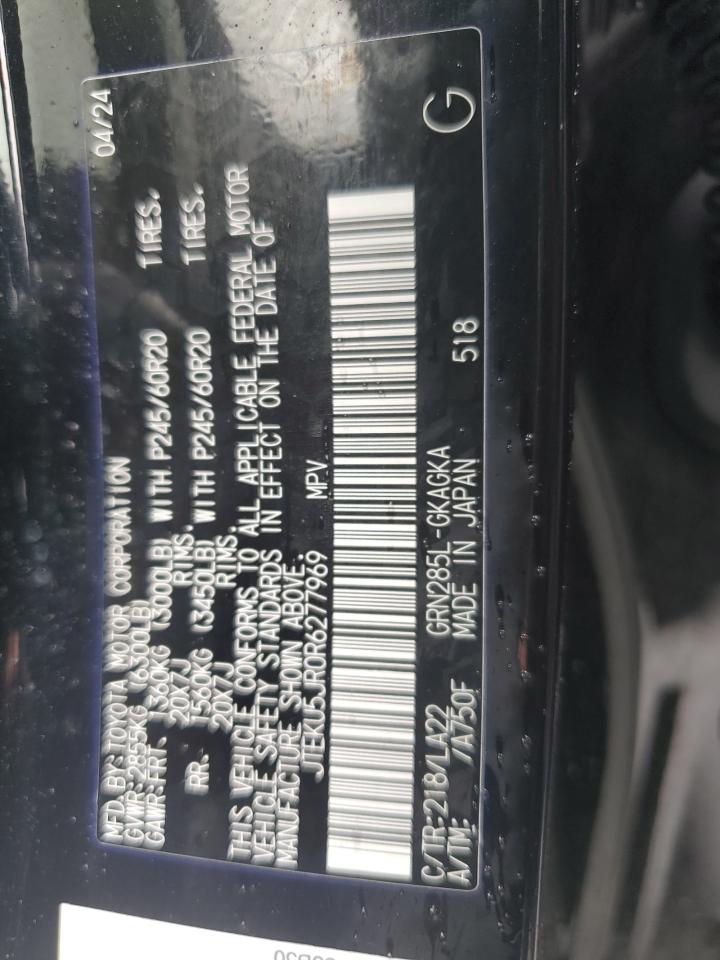 MFD. BY: TOYOTA MOTOR CORPORATION 04/24
GVWR: 2855KG (6300LB)
GAWR: FRT. 1360KG (3000LB) WITH P245/60R20 TIRES.
20X7J RIMS.
RR. 1560KG (3450LB) WITH P245/60R20 TIRES.
20X7J RIMS.
THIS VEHICLE CONFORMS TO ALL APPLICABLE FEDERAL MOTOR
VEHICLE SAFETY STANDARDS IN EFFECT ON THE DATE OF
MANUFACTURE SHOWN ABOVE.
JTEKU5JR0R6277969 MPV
C/TR: 218/LA22 GRN285L-GKAGKA G
A/TM: /A750F MADE IN JAPAN 518